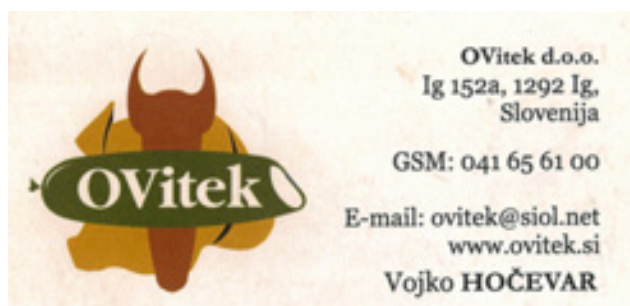 OVitek
OVitek d.o.o.
Ig 152a, 1292 Ig,
Slovenija
GSM: 041 65 61 00
E-mail: ovitek@siol.net
www.ovitek.si
Vojko HOČEVAR